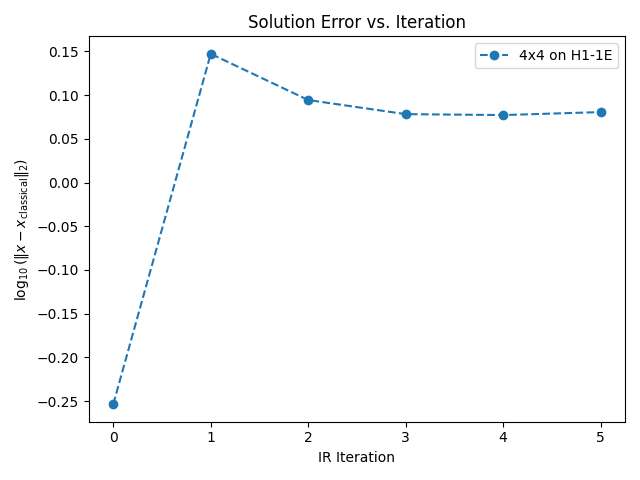 Solution Error vs. Iteration
4x4 on H1-1E
0.15
0.10
0.05
0.00
−0.05
−0.10
−0.15
−0.20
−0.25
log₁₀(‖x − x_classical‖₂)
0 1 2 3 4 5
IR Iteration